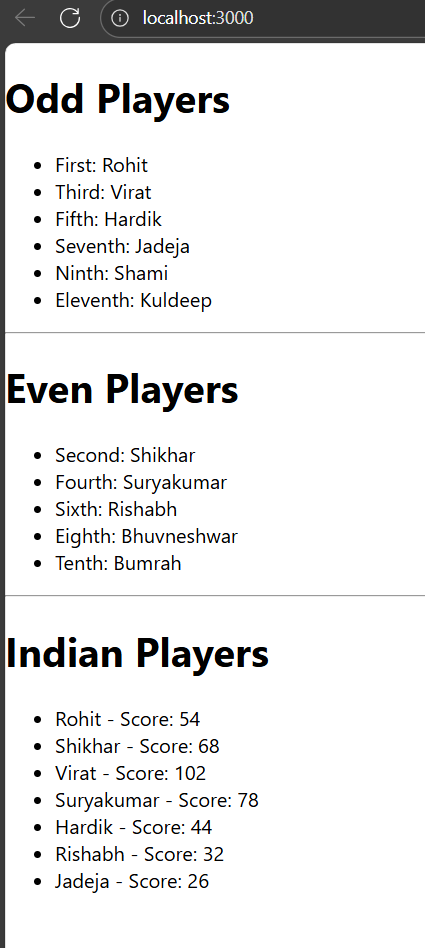 localhost:3000
Odd Players
First: Rohit
Third: Virat
Fifth: Hardik
Seventh: Jadeja
Ninth: Shami
Eleventh: Kuldeep
Even Players
Second: Shikhar
Fourth: Suryakumar
Sixth: Rishabh
Eighth: Bhuvneshwar
Tenth: Bumrah
Indian Players
Rohit - Score: 54
Shikhar - Score: 68
Virat - Score: 102
Suryakumar - Score: 78
Hardik - Score: 44
Rishabh - Score: 32
Jadeja - Score: 26